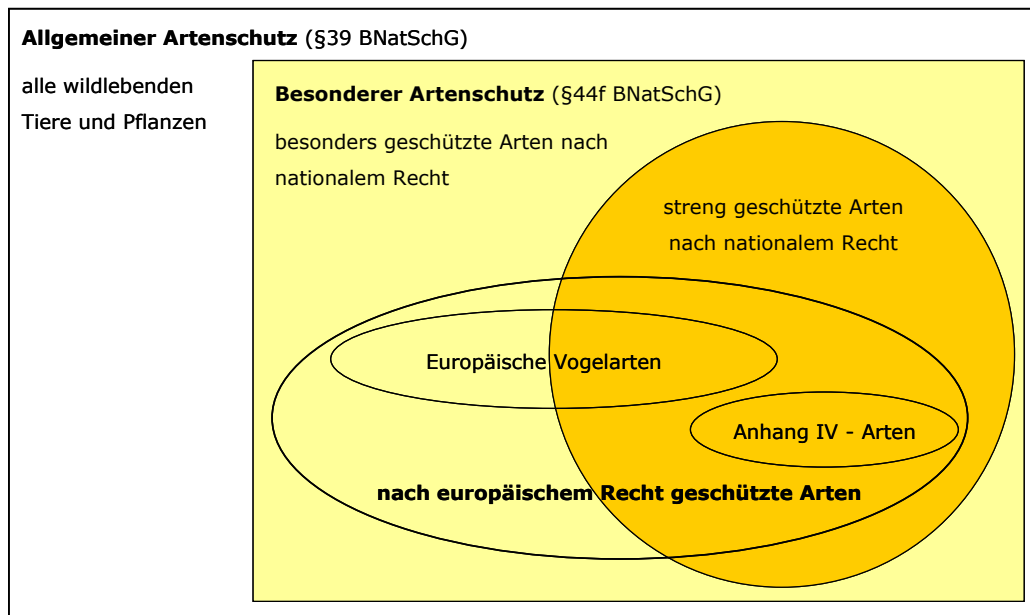 Allgemeiner Artenschutz (§39 BNatSchG)
alle wildlebenden
Tiere und Pflanzen
Besonderer Artenschutz (§44f BNatSchG)
besonders geschützte Arten nach
nationalem Recht
streng geschützte Arten
nach nationalem Recht
Europäische Vogelarten
Anhang IV - Arten
nach europäischem Recht geschützte Arten